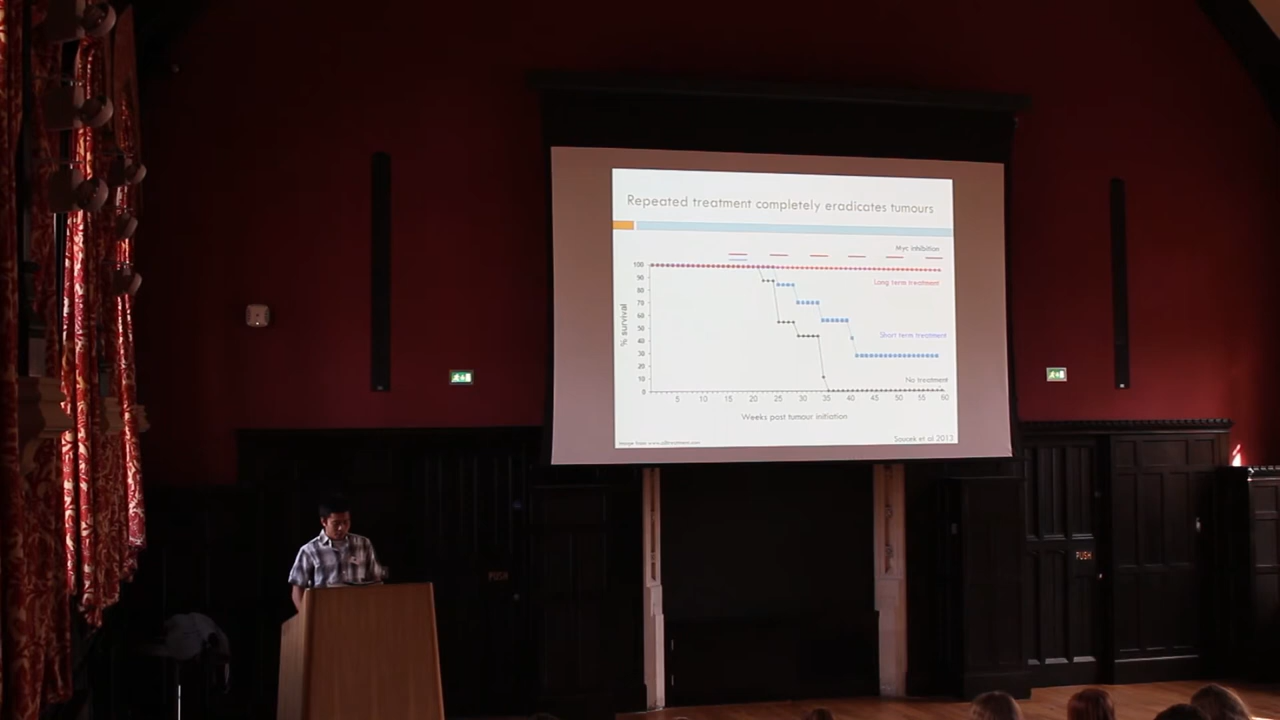 Repeated treatment completely eradicates tumours
Myc inhibition
100
90
80
70
60
50
40
30
20
10
0
% survival
Long term treatment
Short term treatment
No treatment
5 10 15 20 25 30 35 40 45 50 55 60
Weeks post tumour initiation
Soucek et al 2013
PUSH
PUSH